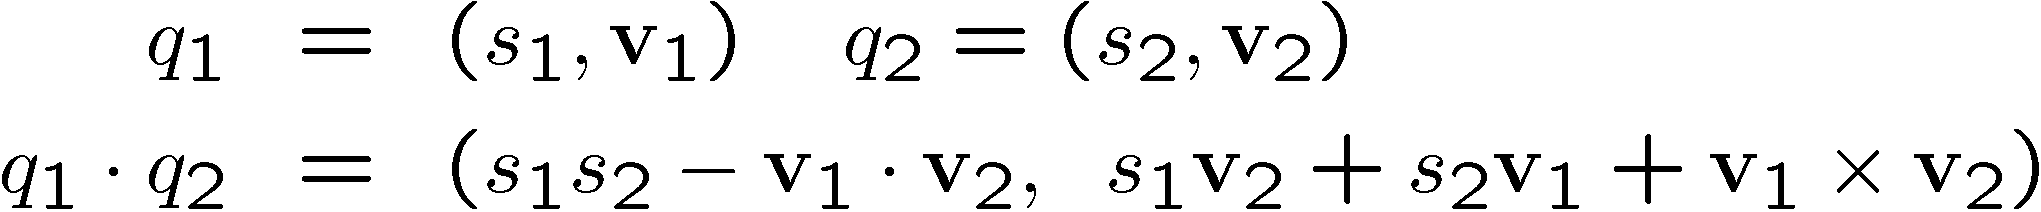 q₁ = (s₁, v₁) q₂ = (s₂, v₂)
q₁ · q₂ = (s₁s₂ − v₁ · v₂, s₁v₂ + s₂v₁ + v₁ × v₂)